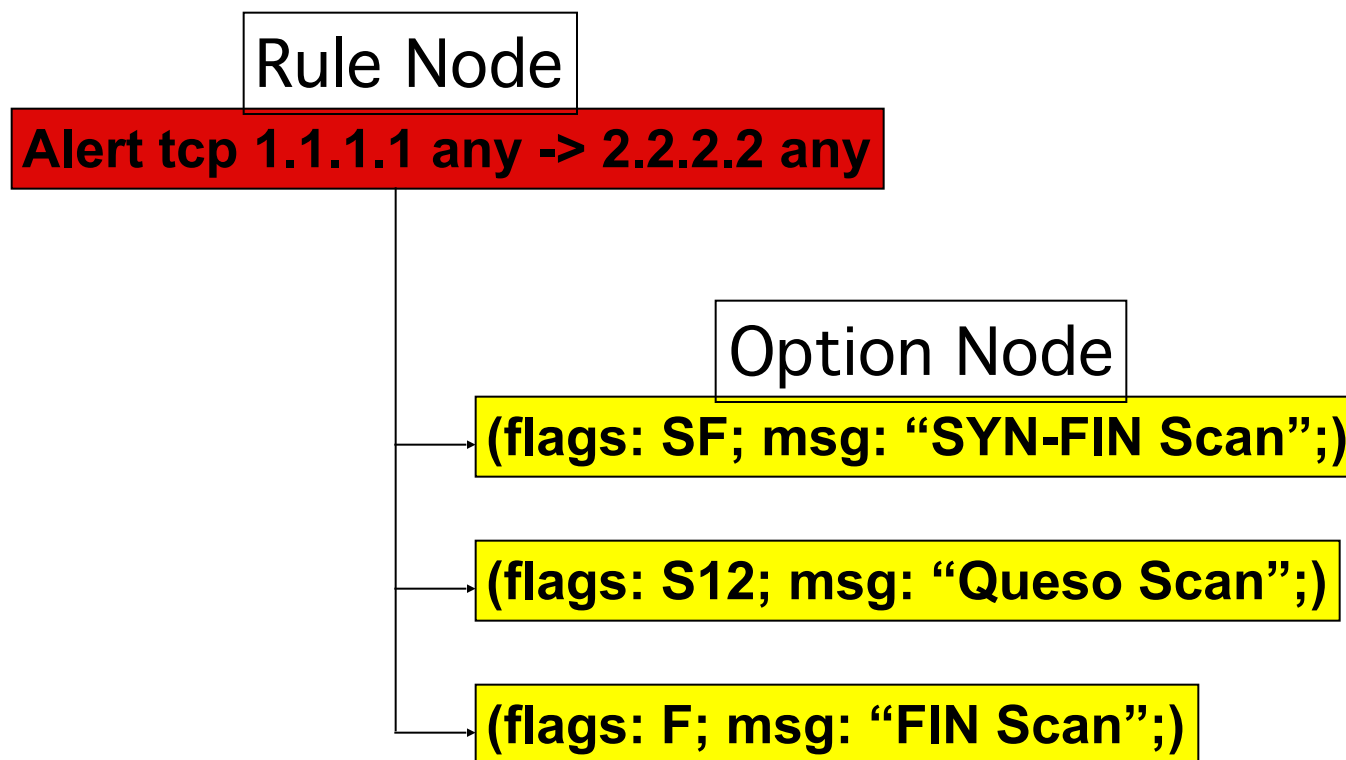 Rule Node
Alert tcp 1.1.1.1 any -> 2.2.2.2 any
Option Node
(flags: SF; msg: “SYN-FIN Scan”;)
(flags: S12; msg: “Queso Scan”;)
(flags: F; msg: “FIN Scan”;)